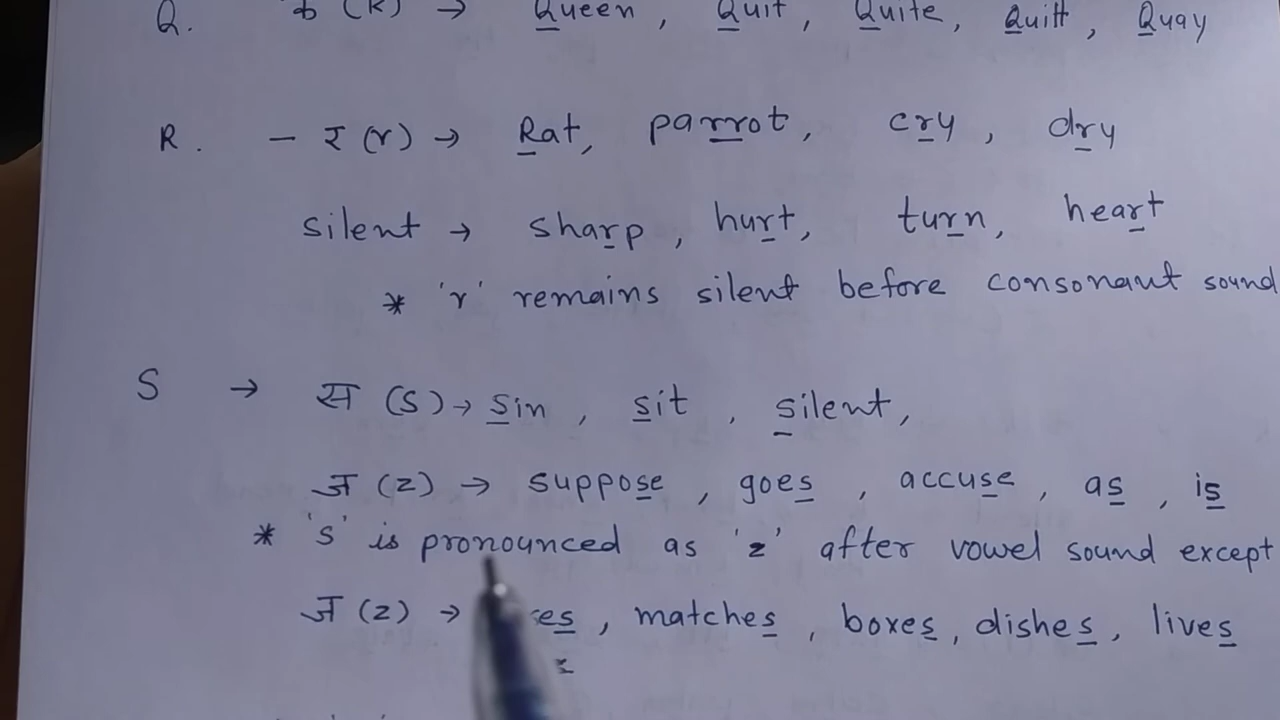 Q. क (k) → Queen, Quit, Quite, Quilt, Quay
R. - र (r) → Rat, parrot, cry, dry
silent → sharp, hurt, turn, heart
* 'r' remains silent before consonant sound
S → स (s) → sin, sit, silent,
ज (z) → suppose, goes, accuse, as, is
* 's' is pronounced as 'z' after vowel sound except
ज (z) → matches, boxes, dishes, lives